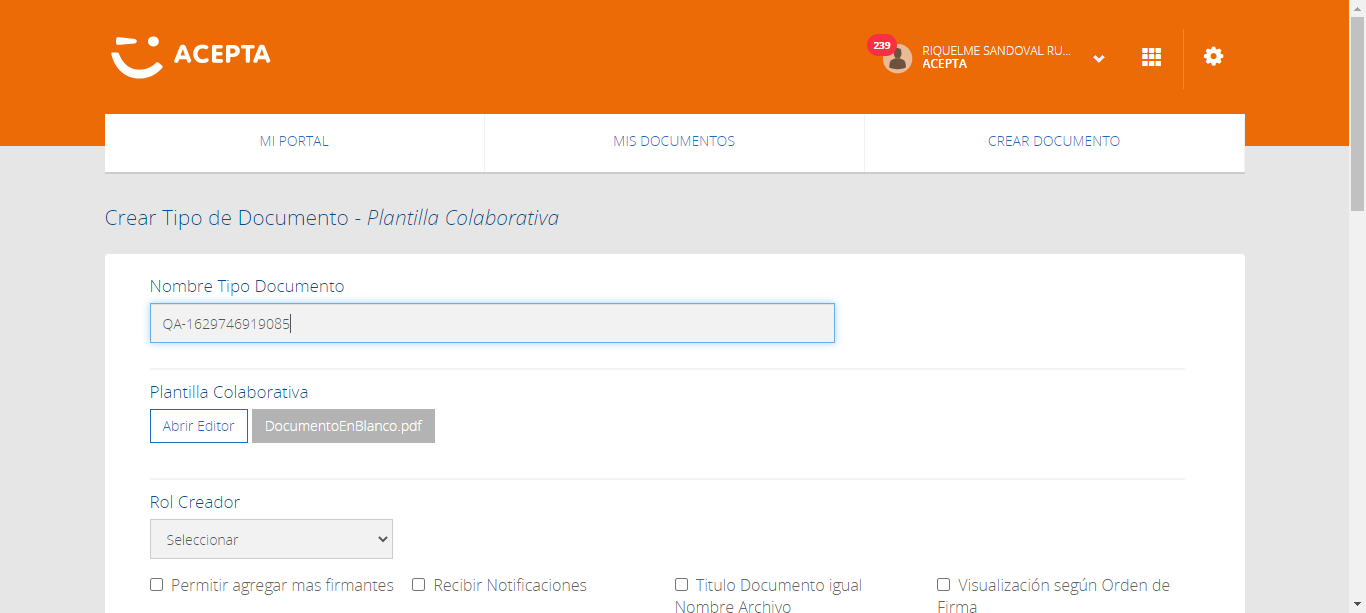 ACEPTA
239
RIQUELME SANDOVAL RU...
ACEPTA
MI PORTAL
MIS DOCUMENTOS
CREAR DOCUMENTO
Crear Tipo de Documento - Plantilla Colaborativa
Nombre Tipo Documento
QA-1629746919085
Plantilla Colaborativa
Abrir Editor
DocumentoEnBlanco.pdf
Rol Creador
Seleccionar
Permitir agregar mas firmantes
Recibir Notificaciones
Titulo Documento igual
Nombre Archivo
Visualización según Orden de
Firma